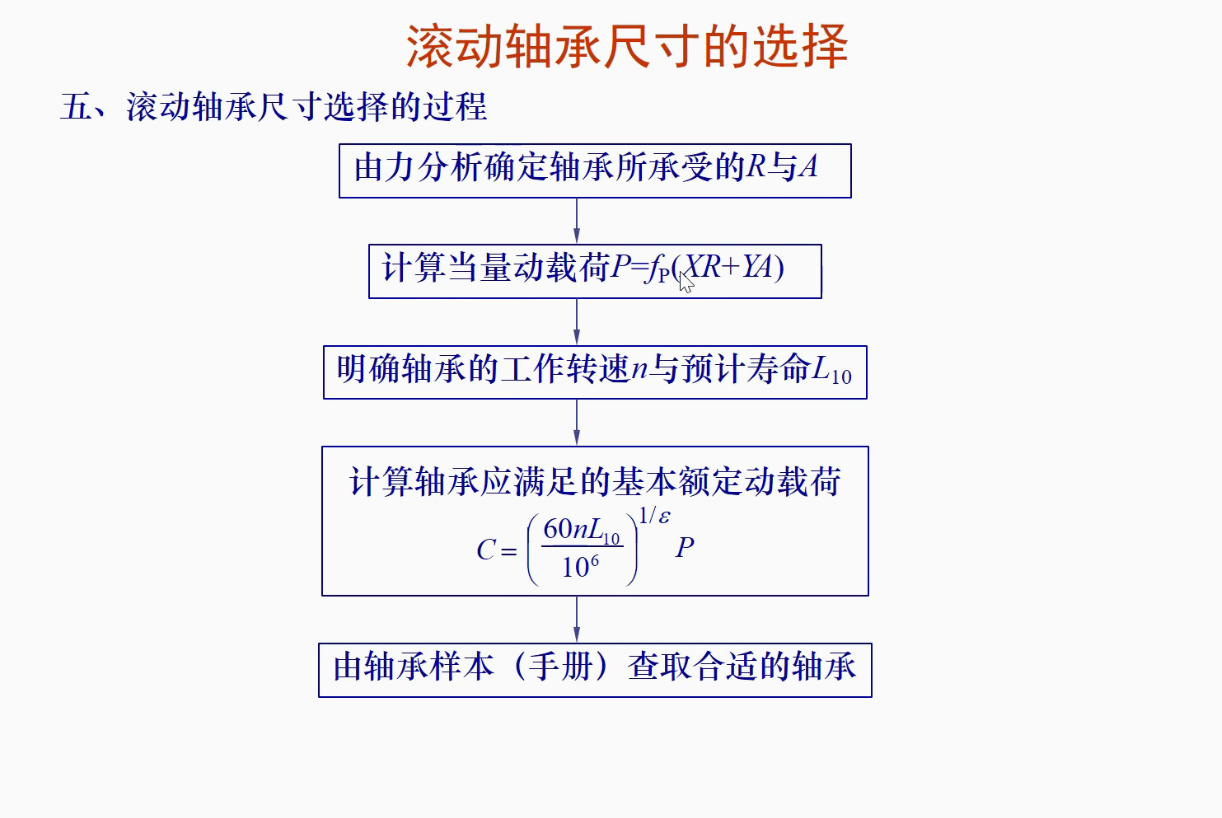 滚动轴承尺寸的选择
五、滚动轴承尺寸选择的过程
由力分析确定轴承所承受的R与A
计算当量动载荷P=fP(XR+YA)
明确轴承的工作转速n与预计寿命L10
计算轴承应满足的基本额定动载荷
C = (60nL10/10^6)^1/ε P
由轴承样本（手册）查取合适的轴承